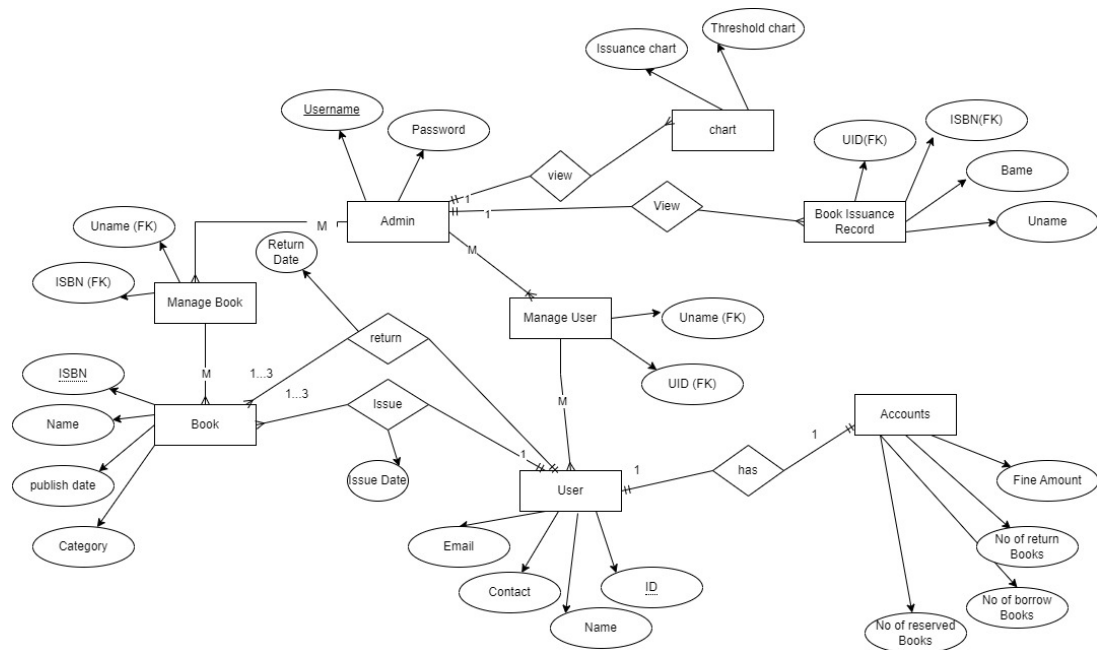 Threshold chart
Issuance chart
Username
Password
chart
ISBN(FK)
UID(FK)
view
Bame
1
Admin
1
View
Book Issuance
Record
Uname
Uname (FK)
M
Return
Date
M
ISBN (FK)
Manage Book
Manage User
Uname (FK)
return
ISBN
M
1...3
UID (FK)
1...3
Issue
M
Name
Book
Accounts
1
1
1
has
publish date
Issue Date
User
Fine Amount
Category
Email
No of return
Books
Contact
ID
No of borrow
Books
Name
No of reserved
Books